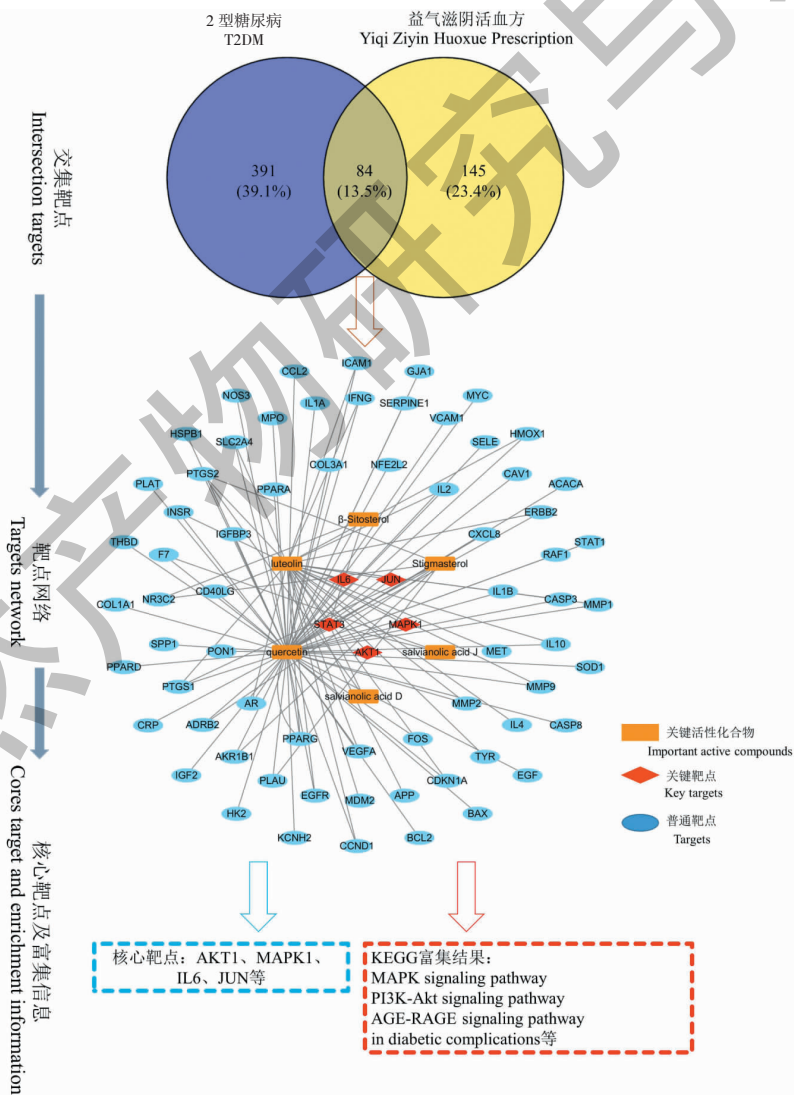 2 型糖尿病
T2DM
益气滋阴活血方
Yiqi Ziyin Huoxue Prescription
391
(39.1%)
84
(13.5%)
145
(23.4%)
交集靶点
Intersection targets
靶点网络
Targets network
核心靶点及富集信息
Cores target and enrichment information
ICAM1
CCL2
GJA1
NOS3
IL1A
IFNG
SERPINE1
MYC
MPO
VCAM1
HSPB1
SLC2A4
SELE
HMOX1
COL3A1
NFE2L2
PTGS2
CAV1
PLAT
PPARA
IL2
ACACA
INSR
β-Sitosterol
ERBB2
THBD
IGFBP3
CXCL8
STAT1
F7
luteolin
Stigmasterol
RAF1
IL6
JUN
NR3C2
CD40LG
IL1B
CASP3
COL1A1
MMP1
STAT3
MAPK1
SPP1
PON1
quercetin
AKT1
salvianolic acid J
MET
IL10
PPARD
SOD1
PTGS1
salvianolic acid D
MMP9
AR
MMP2
CRP
ADRB2
IL4
CASP8
PPARG
FOS
AKR1B1
VEGFA
TYR
IGF2
PLAU
CDKN1A
EGF
EGFR
MDM2
APP
HK2
BAX
KCNH2
CCND1
BCL2
关键活性化合物
Important active compounds
关键靶点
Key targets
普通靶点
Targets
核心靶点：AKT1、MAPK1、
IL6、JUN等
KEGG富集结果：
MAPK signaling pathway
PI3K-Akt signaling pathway
AGE-RAGE signaling pathway
in diabetic complications等
然产物研究与